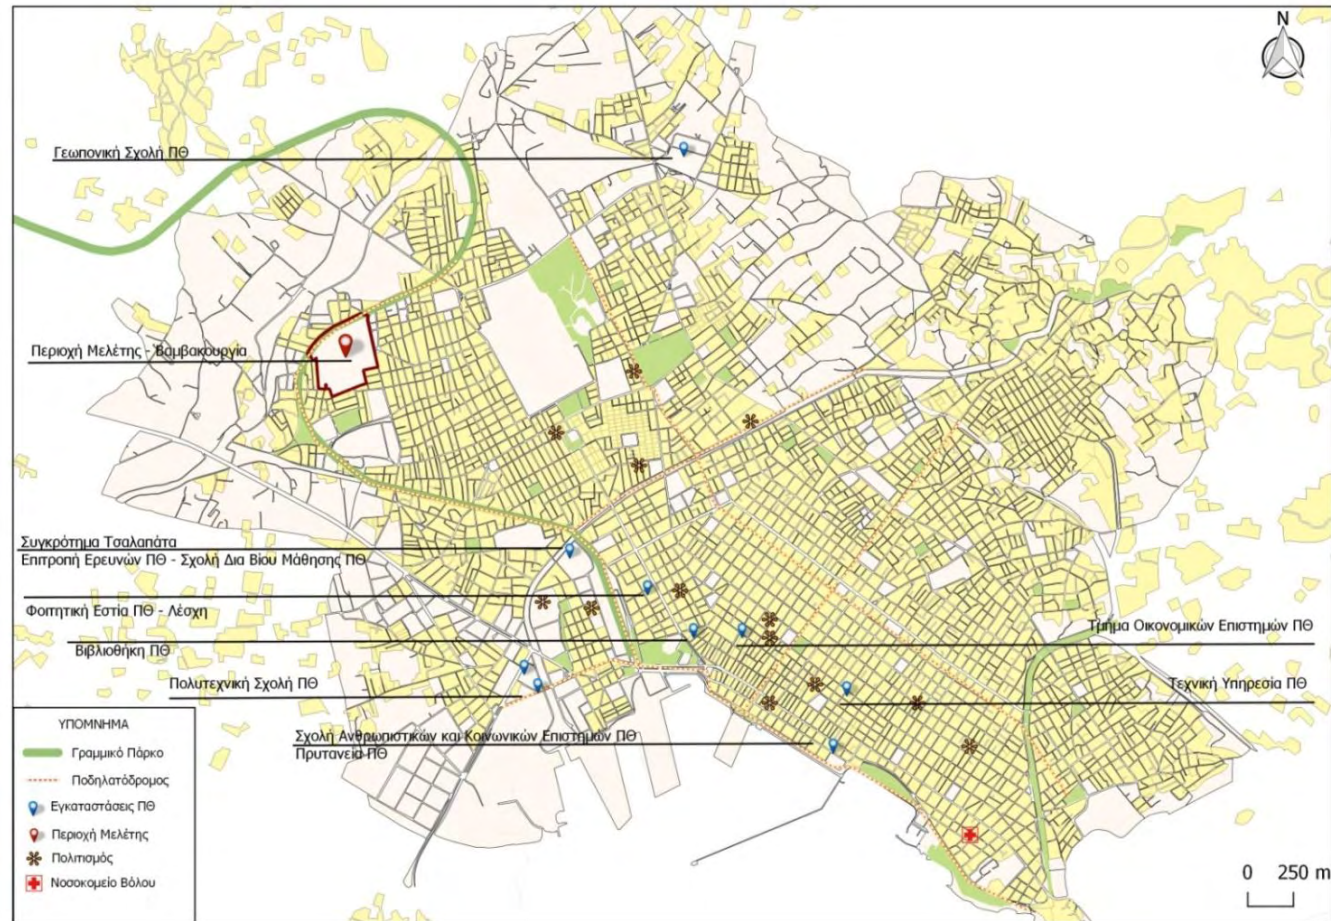 N
Γεωπονική Σχολή ΠΘ
Περιοχή Μελέτης - Βαμβακουργία
Συγκρότημα Τσαλαπάτα
Επιτροπή Ερευνών ΠΘ - Σχολή Δια Βίου Μάθησης ΠΘ
Φοιτητική Εστία ΠΘ - Λέσχη
Τμήμα Οικονομικών Επιστημών ΠΘ
Βιβλιοθήκη ΠΘ
Πολυτεχνική Σχολή ΠΘ
Τεχνική Υπηρεσία ΠΘ
Σχολή Ανθρωπιστικών και Κοινωνικών Επιστημών ΠΘ
Πρυτανεία ΠΘ
ΥΠΟΜΝΗΜΑ
Γραμμικό Πάρκο
Ποδηλατόδρομος
Εγκαταστάσεις ΠΘ
Περιοχή Μελέτης
Πολιτισμός
Νοσοκομείο Βόλου
0 250 m